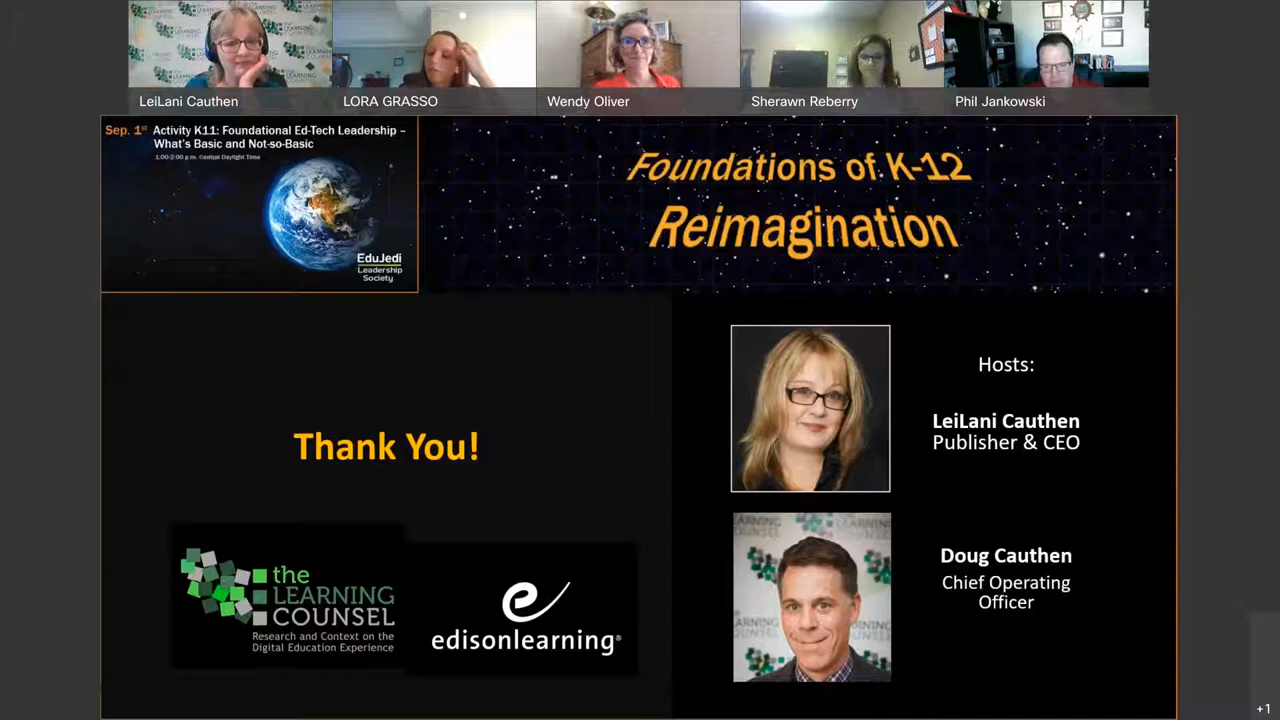 LeiLani Cauthen
LORA GRASSO
Wendy Oliver
Sherawn Reberry
Phil Jankowski
Sep. 1st Activity K11: Foundational Ed-Tech Leadership –
What's Basic and Not-so-Basic
1:00-2:00 p.m. Central Daylight Time
EduJedi
Leadership
Society
Foundations of K-12
Reimagination
Thank You!
the
LEARNING
COUNSEL
Research and Context on the
Digital Education Experience
edisonlearning®
Hosts:
LeiLani Cauthen
Publisher & CEO
Doug Cauthen
Chief Operating
Officer
+1